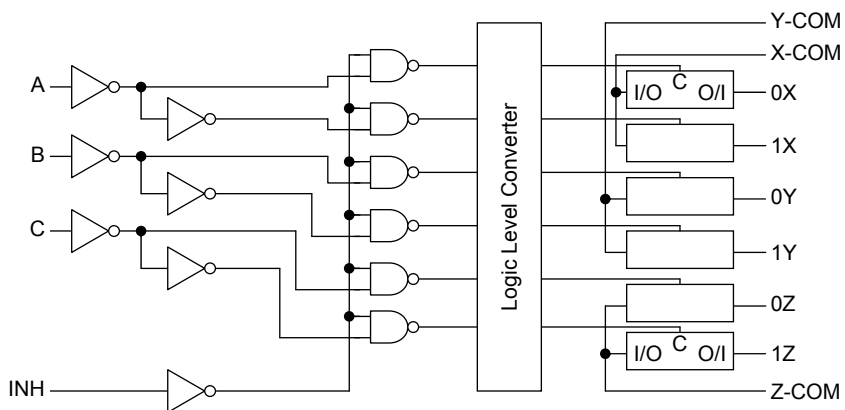 Y-COM
X-COM
A
I/O C O/I
0X
1X
B
0Y
C
1Y
Logic Level Converter
0Z
I/O C O/I
1Z
INH
Z-COM